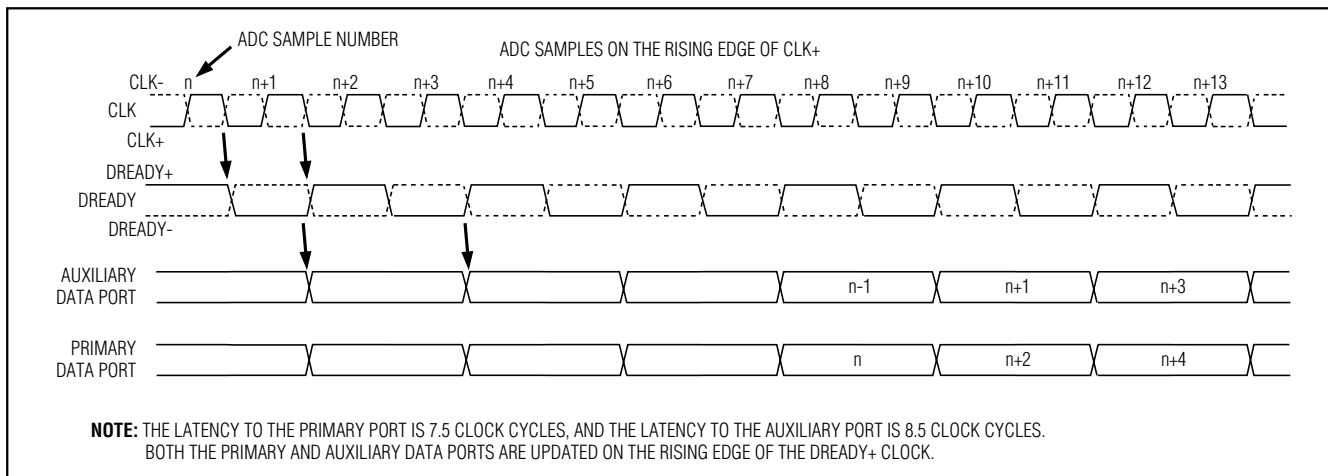 ADC SAMPLE NUMBER
ADC SAMPLES ON THE RISING EDGE OF CLK+
CLK-
n n+1 n+2 n+3 n+4 n+5 n+6 n+7 n+8 n+9 n+10 n+11 n+12 n+13
CLK
CLK+
DREADY+
DREADY
DREADY-
AUXILIARY
DATA PORT
n-1 n+1 n+3
PRIMARY
DATA PORT
n n+2 n+4
NOTE: THE LATENCY TO THE PRIMARY PORT IS 7.5 CLOCK CYCLES, AND THE LATENCY TO THE AUXILIARY PORT IS 8.5 CLOCK CYCLES.
BOTH THE PRIMARY AND AUXILIARY DATA PORTS ARE UPDATED ON THE RISING EDGE OF THE DREADY+ CLOCK.